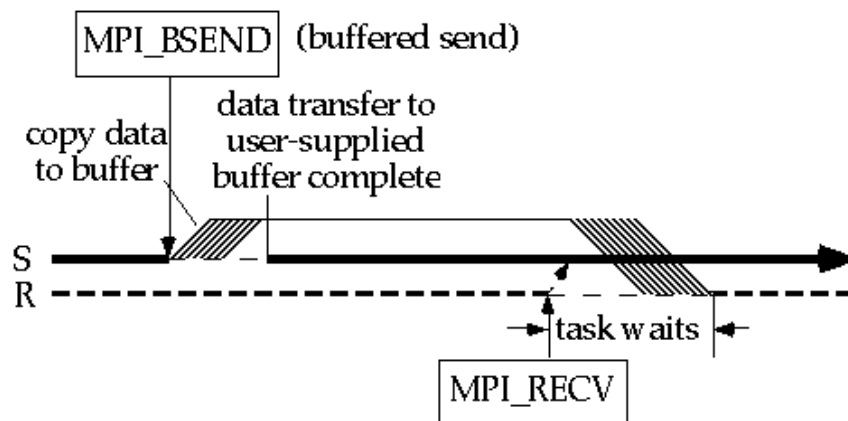 MPI_BSEND (buffered send)
copy data
to buffer
data transfer to
user-supplied
buffer complete
S
R
task waits
MPI_RECV